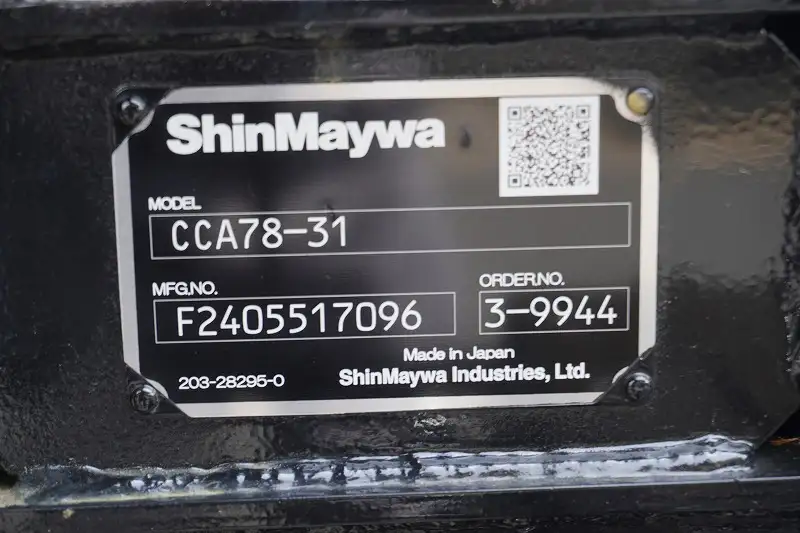 ShinMaywa
MODEL
CCA78-31
MFG.NO.
F2405517096
ORDER.NO.
3-9944
Made in Japan
203-28295-0
ShinMaywa Industries, Ltd.